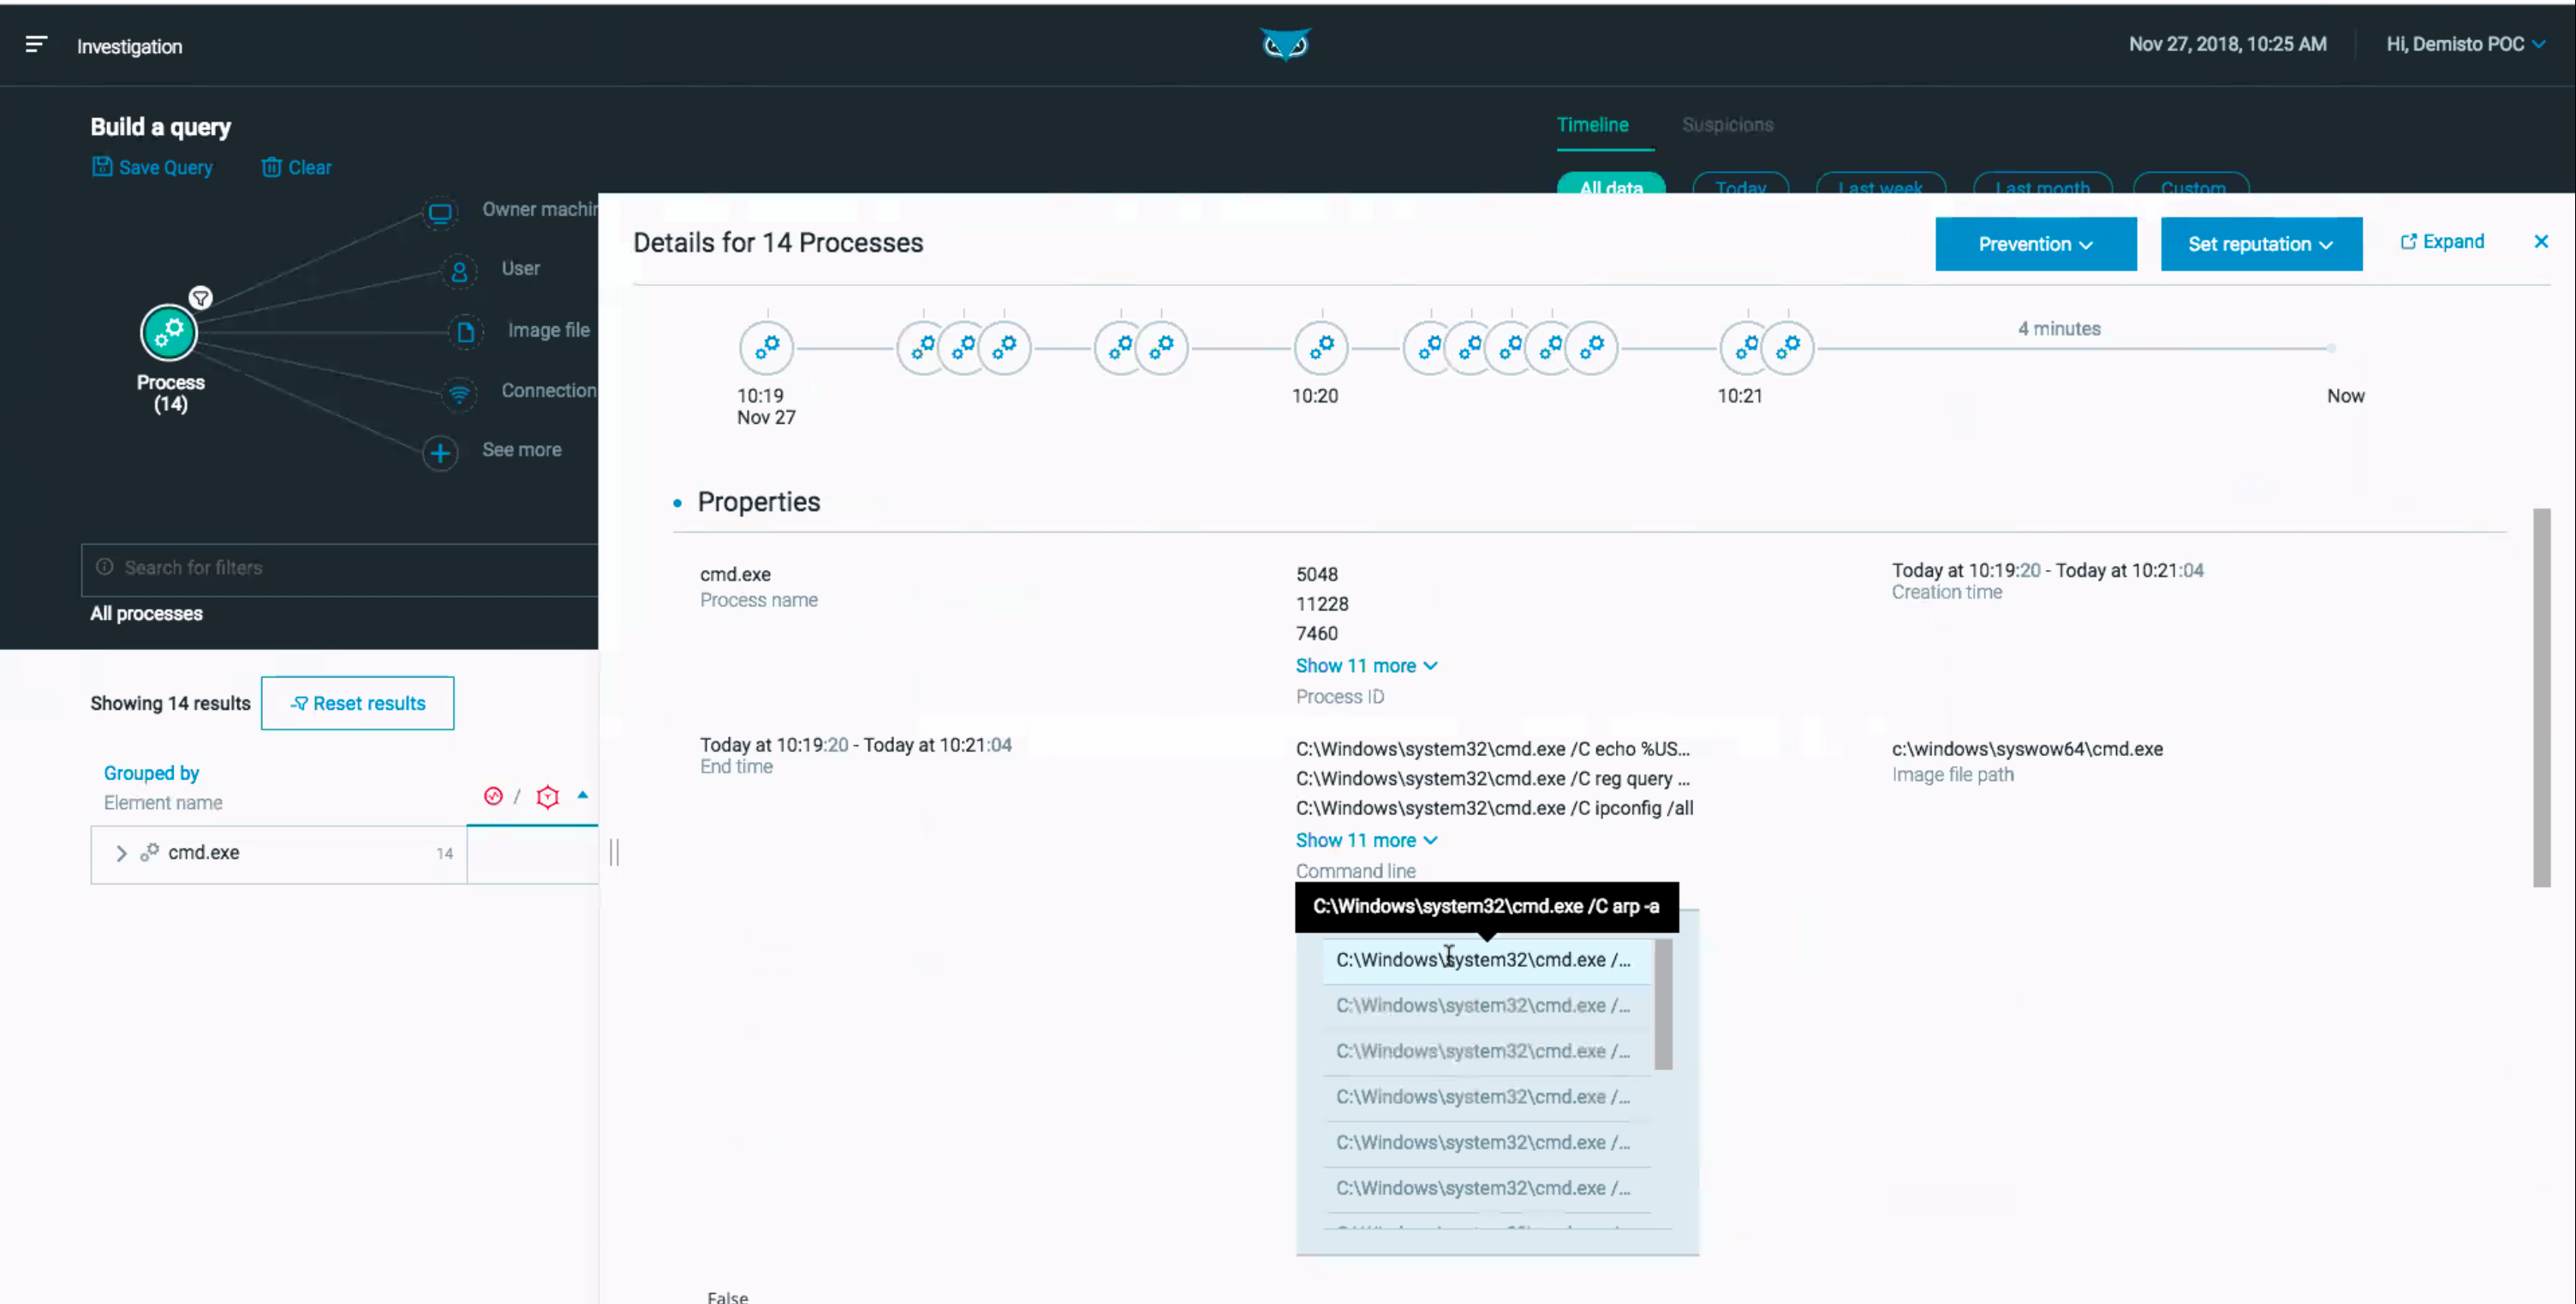 Investigation
Nov 27, 2018, 10:25 AM
Hi, Demisto POC
Build a query
Save Query
Clear
Timeline
Suspicions
All data
Today
Last week
Last month
Custom
Owner machin
User
Image file
Connection
See more
Process
(14)
Search for filters
All processes
Showing 14 results
Reset results
Grouped by
Element name
/
cmd.exe
14
Details for 14 Processes
Prevention
Set reputation
Expand
4 minutes
10:19
Nov 27
10:20
10:21
Now
Properties
cmd.exe
Process name
5048
11228
7460
Show 11 more
Process ID
Today at 10:19:20 - Today at 10:21:04
Creation time
Today at 10:19:20 - Today at 10:21:04
End time
C:\Windows\system32\cmd.exe /C echo %US...
C:\Windows\system32\cmd.exe /C reg query ...
C:\Windows\system32\cmd.exe /C ipconfig /all
Show 11 more
Command line
c:\windows\syswow64\cmd.exe
Image file path
C:\Windows\system32\cmd.exe /C arp -a
C:\Windows\system32\cmd.exe /...
C:\Windows\system32\cmd.exe /...
C:\Windows\system32\cmd.exe /...
C:\Windows\system32\cmd.exe /...
C:\Windows\system32\cmd.exe /...
C:\Windows\system32\cmd.exe /...
False